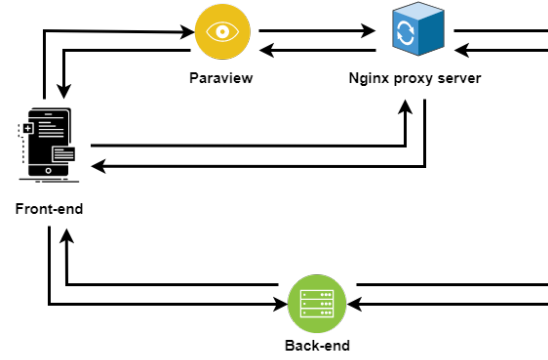 Paraview
Nginx proxy server
Front-end
Back-end